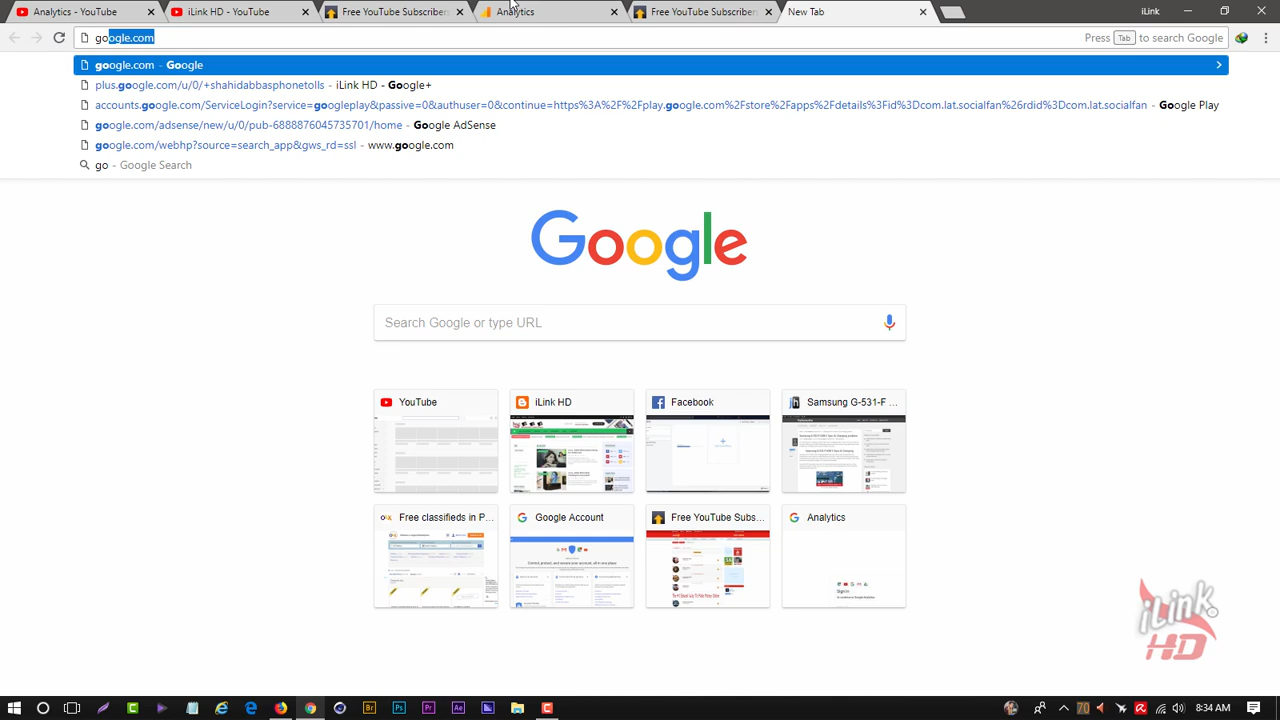 Analytics - YouTube
iLink HD - YouTube
Free YouTube Subscriber
Analytics
Free YouTube Subscriber
New Tab
iLink
google.com
Press Tab to search Google
google.com - Google
plus.google.com/u/0/+shahidabbasphonetolls - iLink HD - Google+
accounts.google.com/ServiceLogin?service=googleplay&passive=0&authuser=0&continue=https%3A%2F%2Fplay.google.com%2Fstore%2Fapps%2Fdetails%3Fid%3Dcom.lat.socialfan%26rdid%3Dcom.lat.socialfan - Google Play
google.com/adsense/new/u/0/pub-6888876045735701/home - Google AdSense
google.com/webhp?source=search_app&gws_rd=ssl - www.google.com
go - Google Search
Google
Search Google or type URL
YouTube
iLink HD
Facebook
Samsung G-531-F ...
Free classifieds in P...
Google Account
Free YouTube Subs...
Analytics
iLink
HD
70
8:34 AM